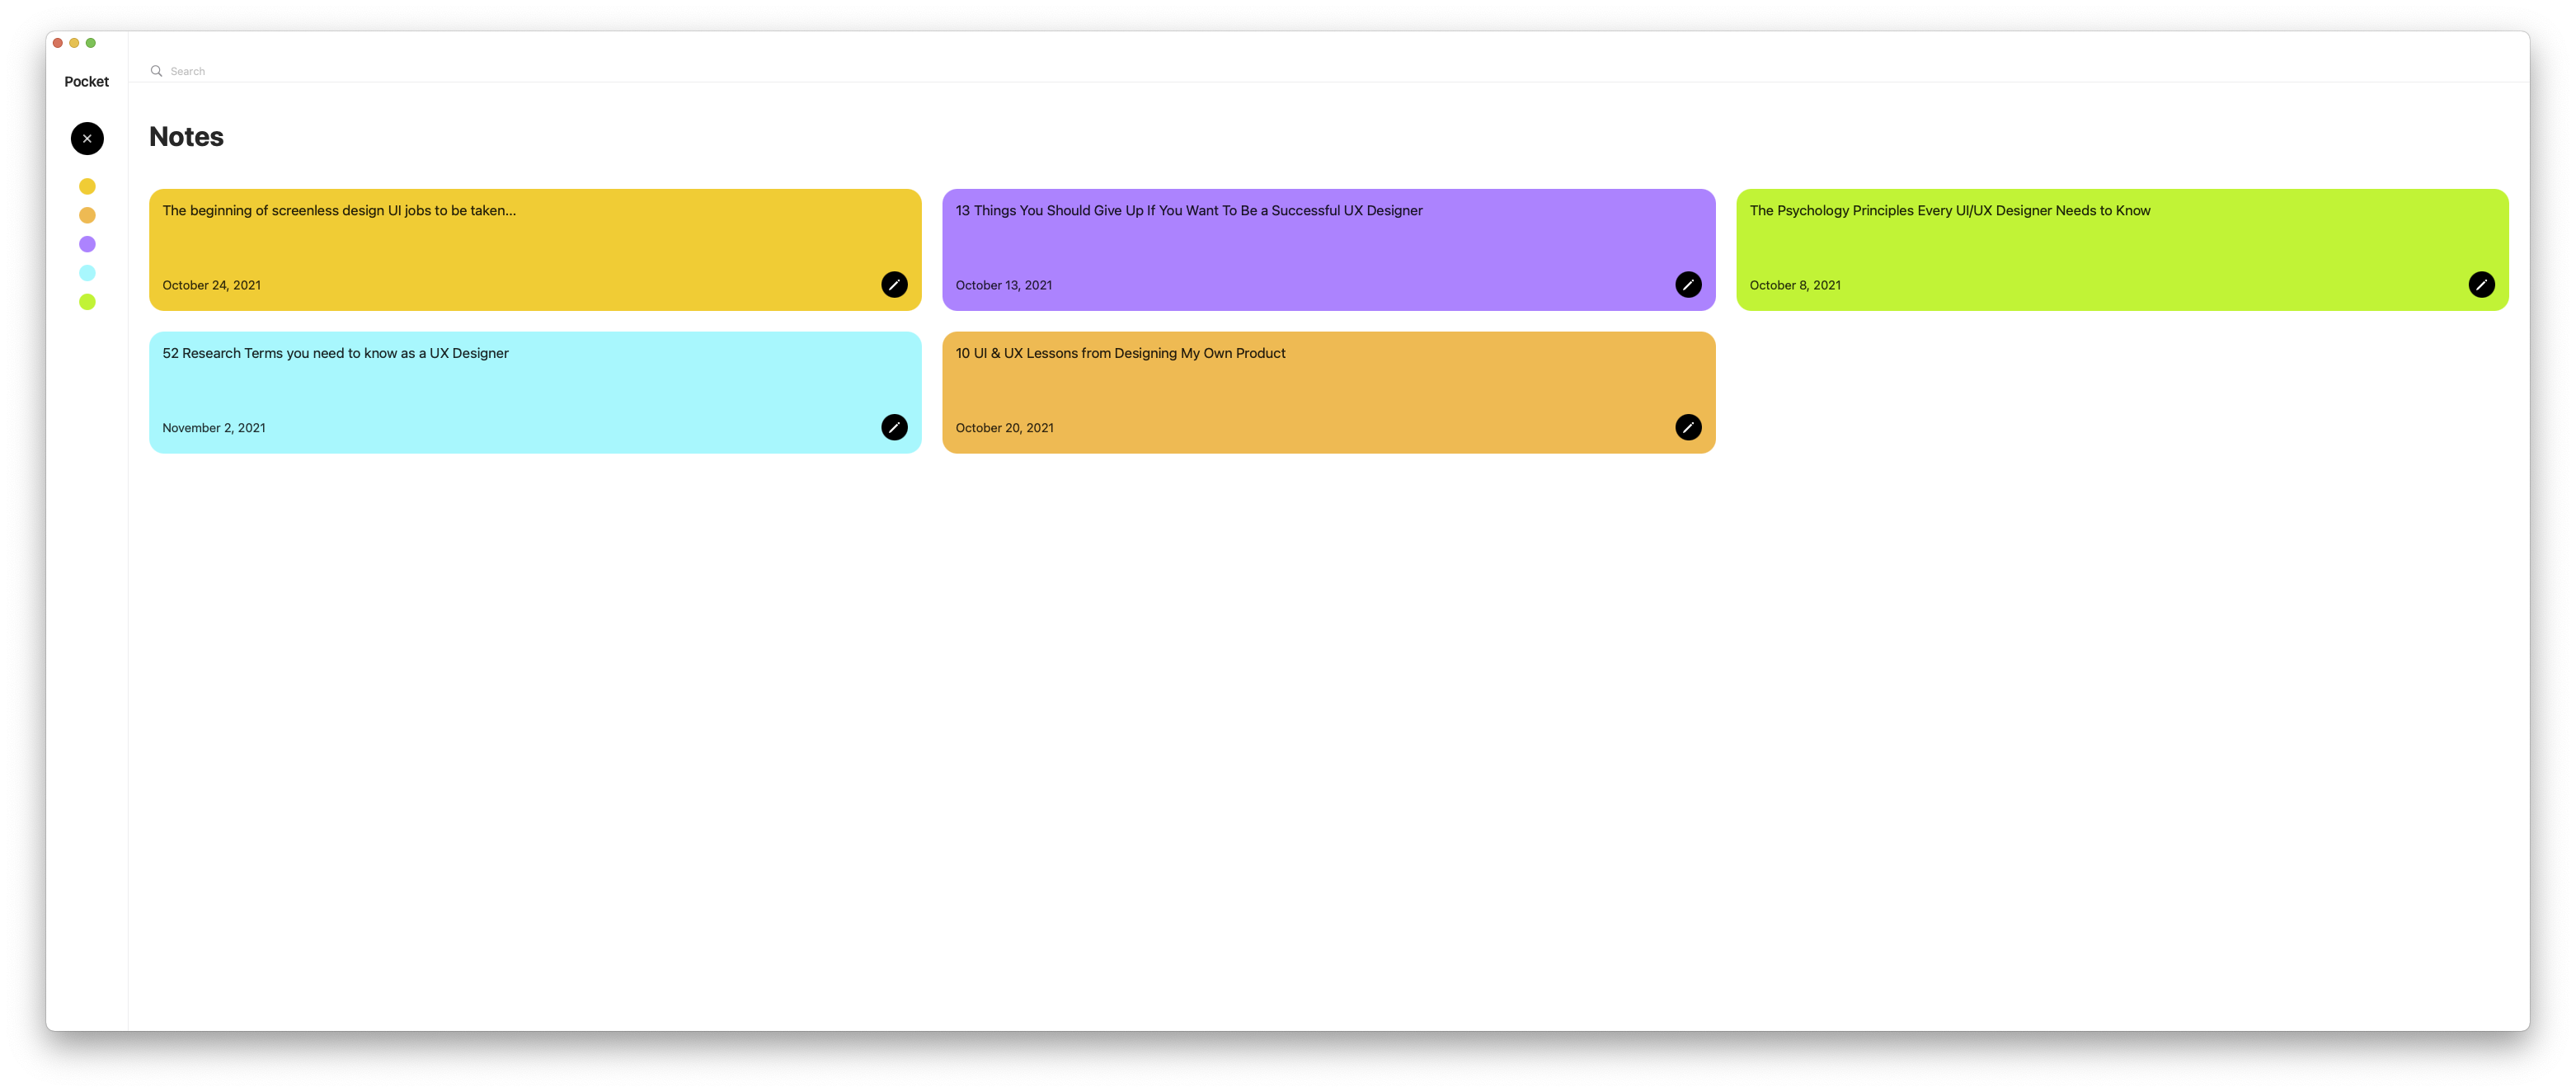 Pocket
Search
Notes
The beginning of screenless design UI jobs to be taken...
October 24, 2021
13 Things You Should Give Up If You Want To Be a Successful UX Designer
October 13, 2021
The Psychology Principles Every UI/UX Designer Needs to Know
October 8, 2021
52 Research Terms you need to know as a UX Designer
November 2, 2021
10 UI & UX Lessons from Designing My Own Product
October 20, 2021